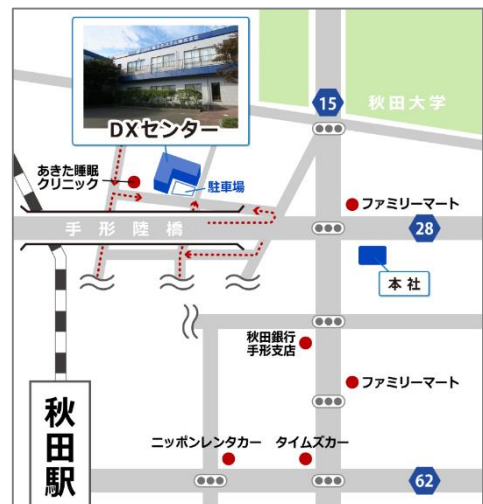 15
秋田大学
DXセンター
あきた睡眠
クリニック
駐車場
ファミリーマート
手形陸橋
28
本社
秋田銀行
手形支店
ファミリーマート
秋田駅
ニッポンレンタカー
タイムズカー
62